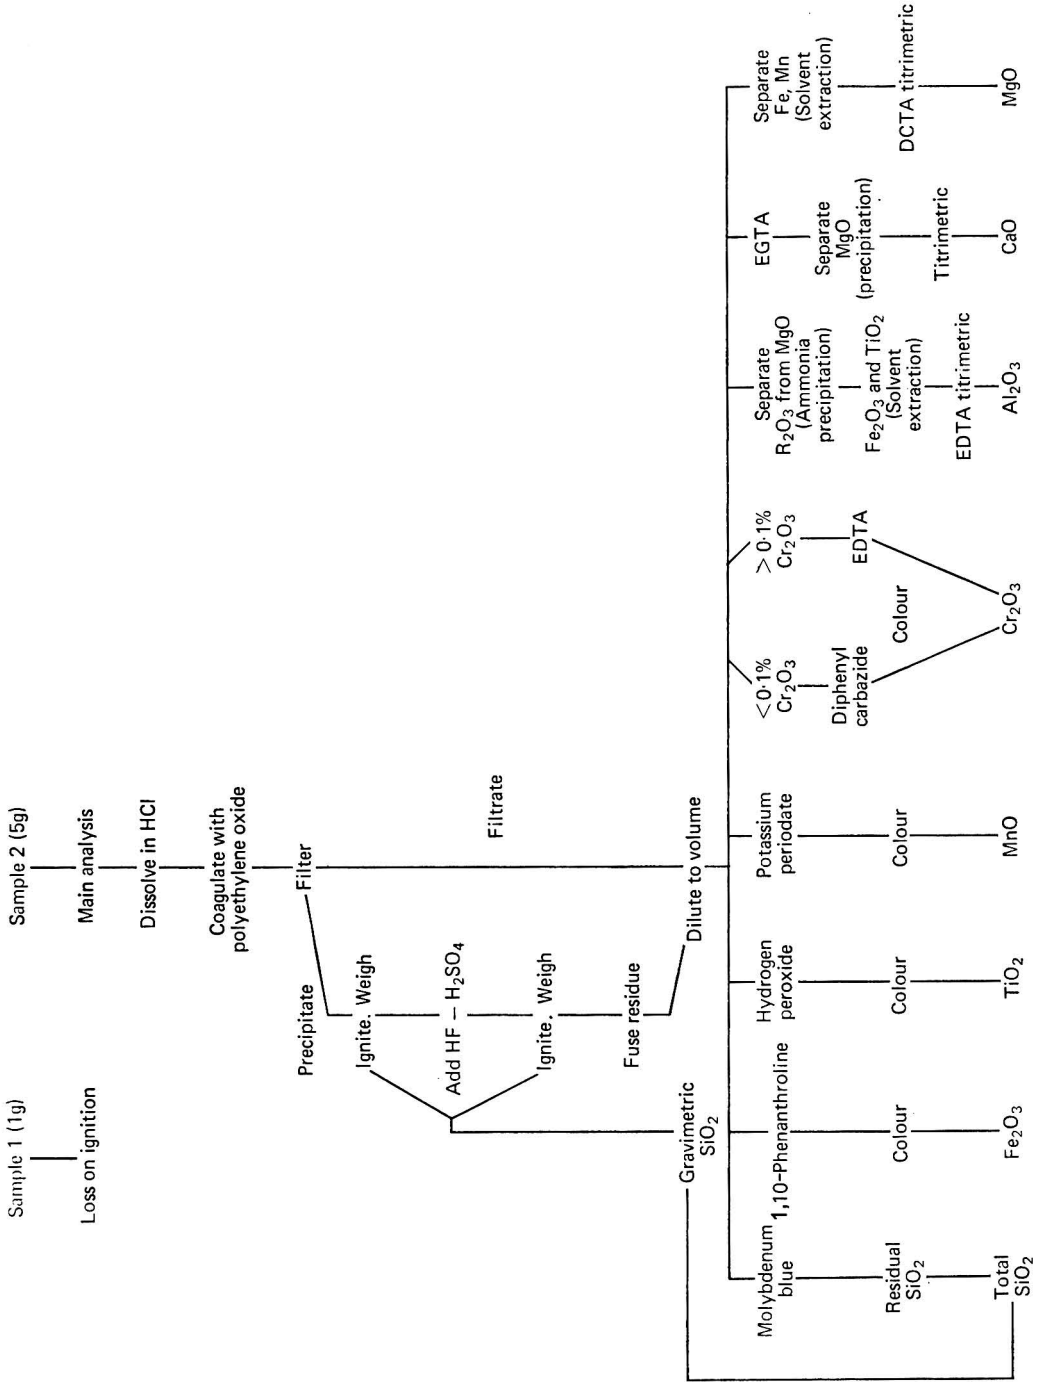 Sample 1 (1g)
Loss on ignition
Sample 2 (5g)
Main analysis
Dissolve in HCl
Coagulate with
polyethylene oxide
Filter
Precipitate
Ignite. Weigh
Add HF – H₂SO₄
Ignite. Weigh
Fuse residue
Filtrate
Gravimetric
SiO₂
Dilute to volume
Molybdenum
blue
Residual
SiO₂
Total
SiO₂
1,10-Phenanthroline
Colour
Fe₂O₃
Hydrogen
peroxide
Colour
TiO₂
Potassium
periodate
Colour
MnO
<0·1%
Cr₂O₃
Diphenyl
carbazide
Colour
>0·1%
Cr₂O₃
EDTA
Cr₂O₃
Separate
R₂O₃ from MgO
(Ammonia
precipitation)
Fe₂O₃ and TiO₂
(Solvent
extraction)
EDTA titrimetric
Al₂O₃
EGTA
Separate
MgO
(precipitation)
Titrimetric
CaO
Separate
Fe, Mn
(Solvent
extraction)
DCTA titrimetric
MgO